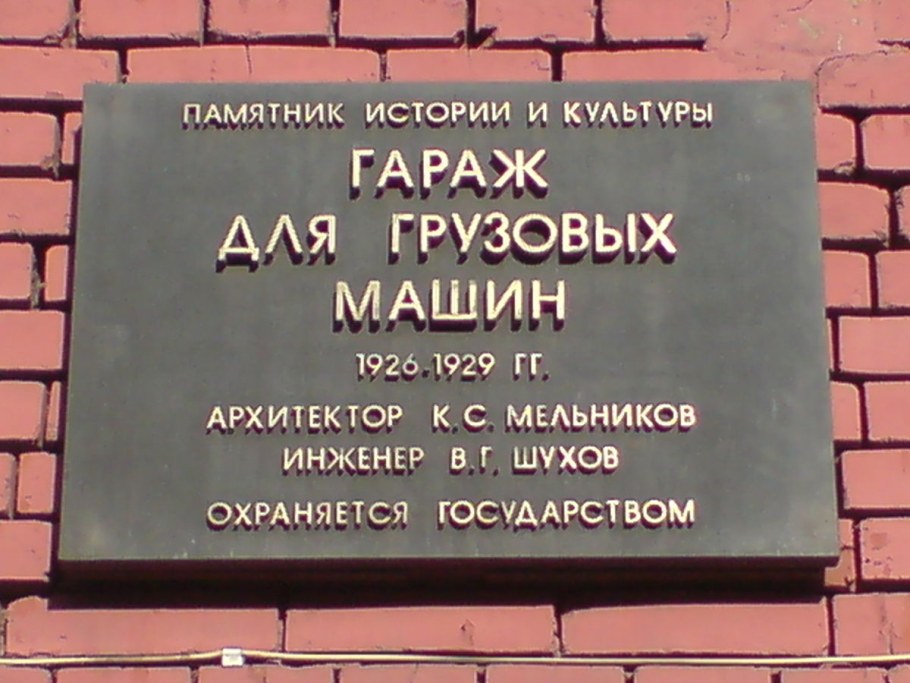 ПАМЯТНИК ИСТОРИИ И КУЛЬТУРЫ
ГАРАЖ
ДЛЯ ГРУЗОВЫХ
МАШИН
1926-1929 ГГ.
АРХИТЕКТОР К.С. МЕЛЬНИКОВ
ИНЖЕНЕР В.Г. ШУХОВ
ОХРАНЯЕТСЯ ГОСУДАРСТВОМ